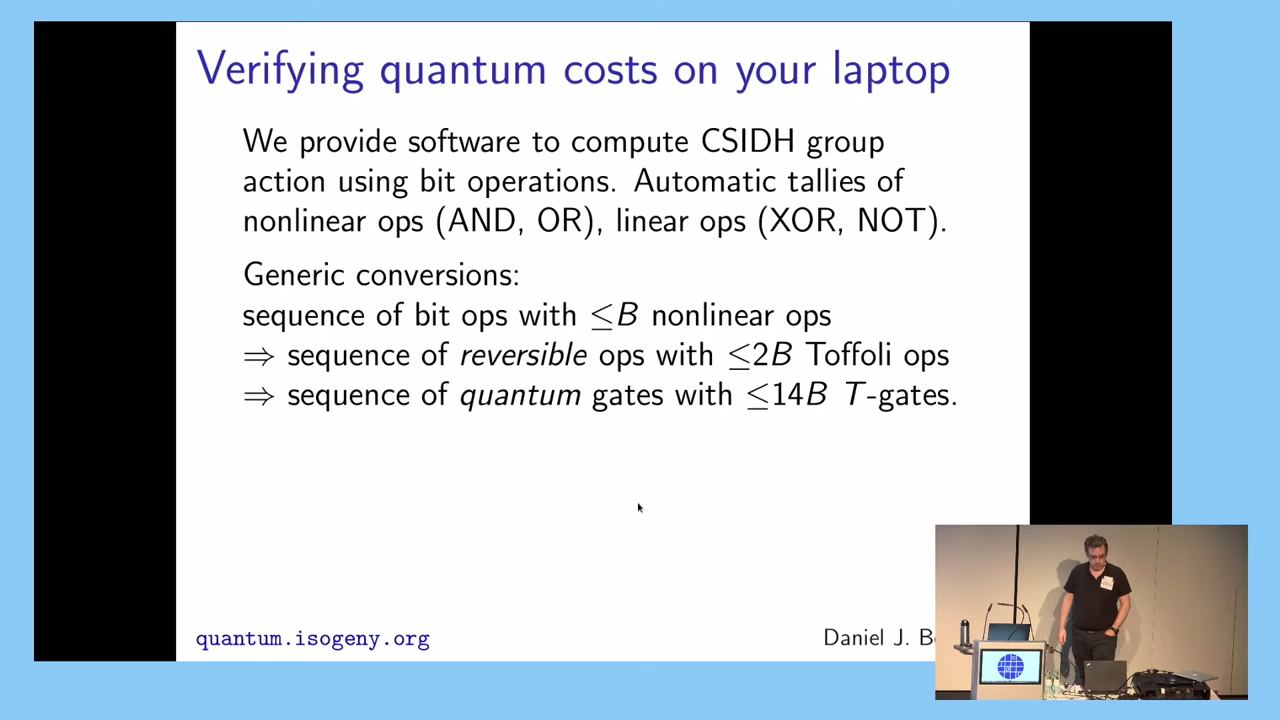 Verifying quantum costs on your laptop
We provide software to compute CSIDH group
action using bit operations. Automatic tallies of
nonlinear ops (AND, OR), linear ops (XOR, NOT).
Generic conversions:
sequence of bit ops with ≤B nonlinear ops
⇒ sequence of reversible ops with ≤2B Toffoli ops
⇒ sequence of quantum gates with ≤14B T-gates.
quantum.isogeny.org
Daniel J.